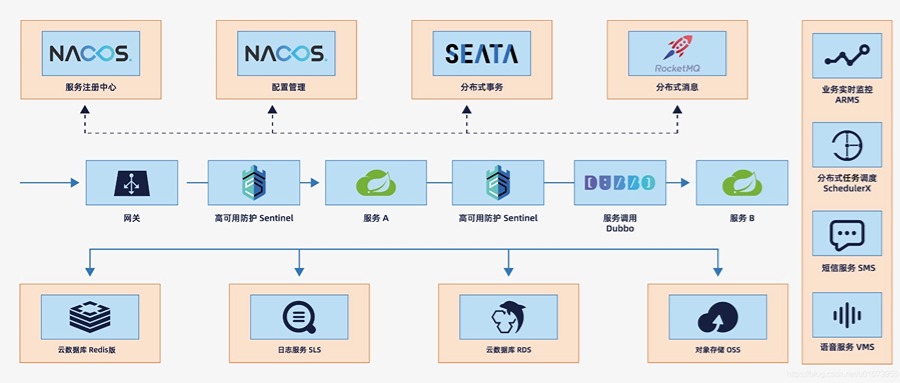 NACOS.
服务注册中心
NACOS.
配置管理
SEATA
分布式事务
RocketMQ
分布式消息
业务实时监控
ARMS
分布式任务调度
SchedulerX
短信服务 SMS
语音服务 VMS
网关
高可用防护 Sentinel
服务 A
高可用防护 Sentinel
DUBBO
服务调用
Dubbo
服务 B
云数据库 Redis版
日志服务 SLS
云数据库 RDS
对象存储 OSS